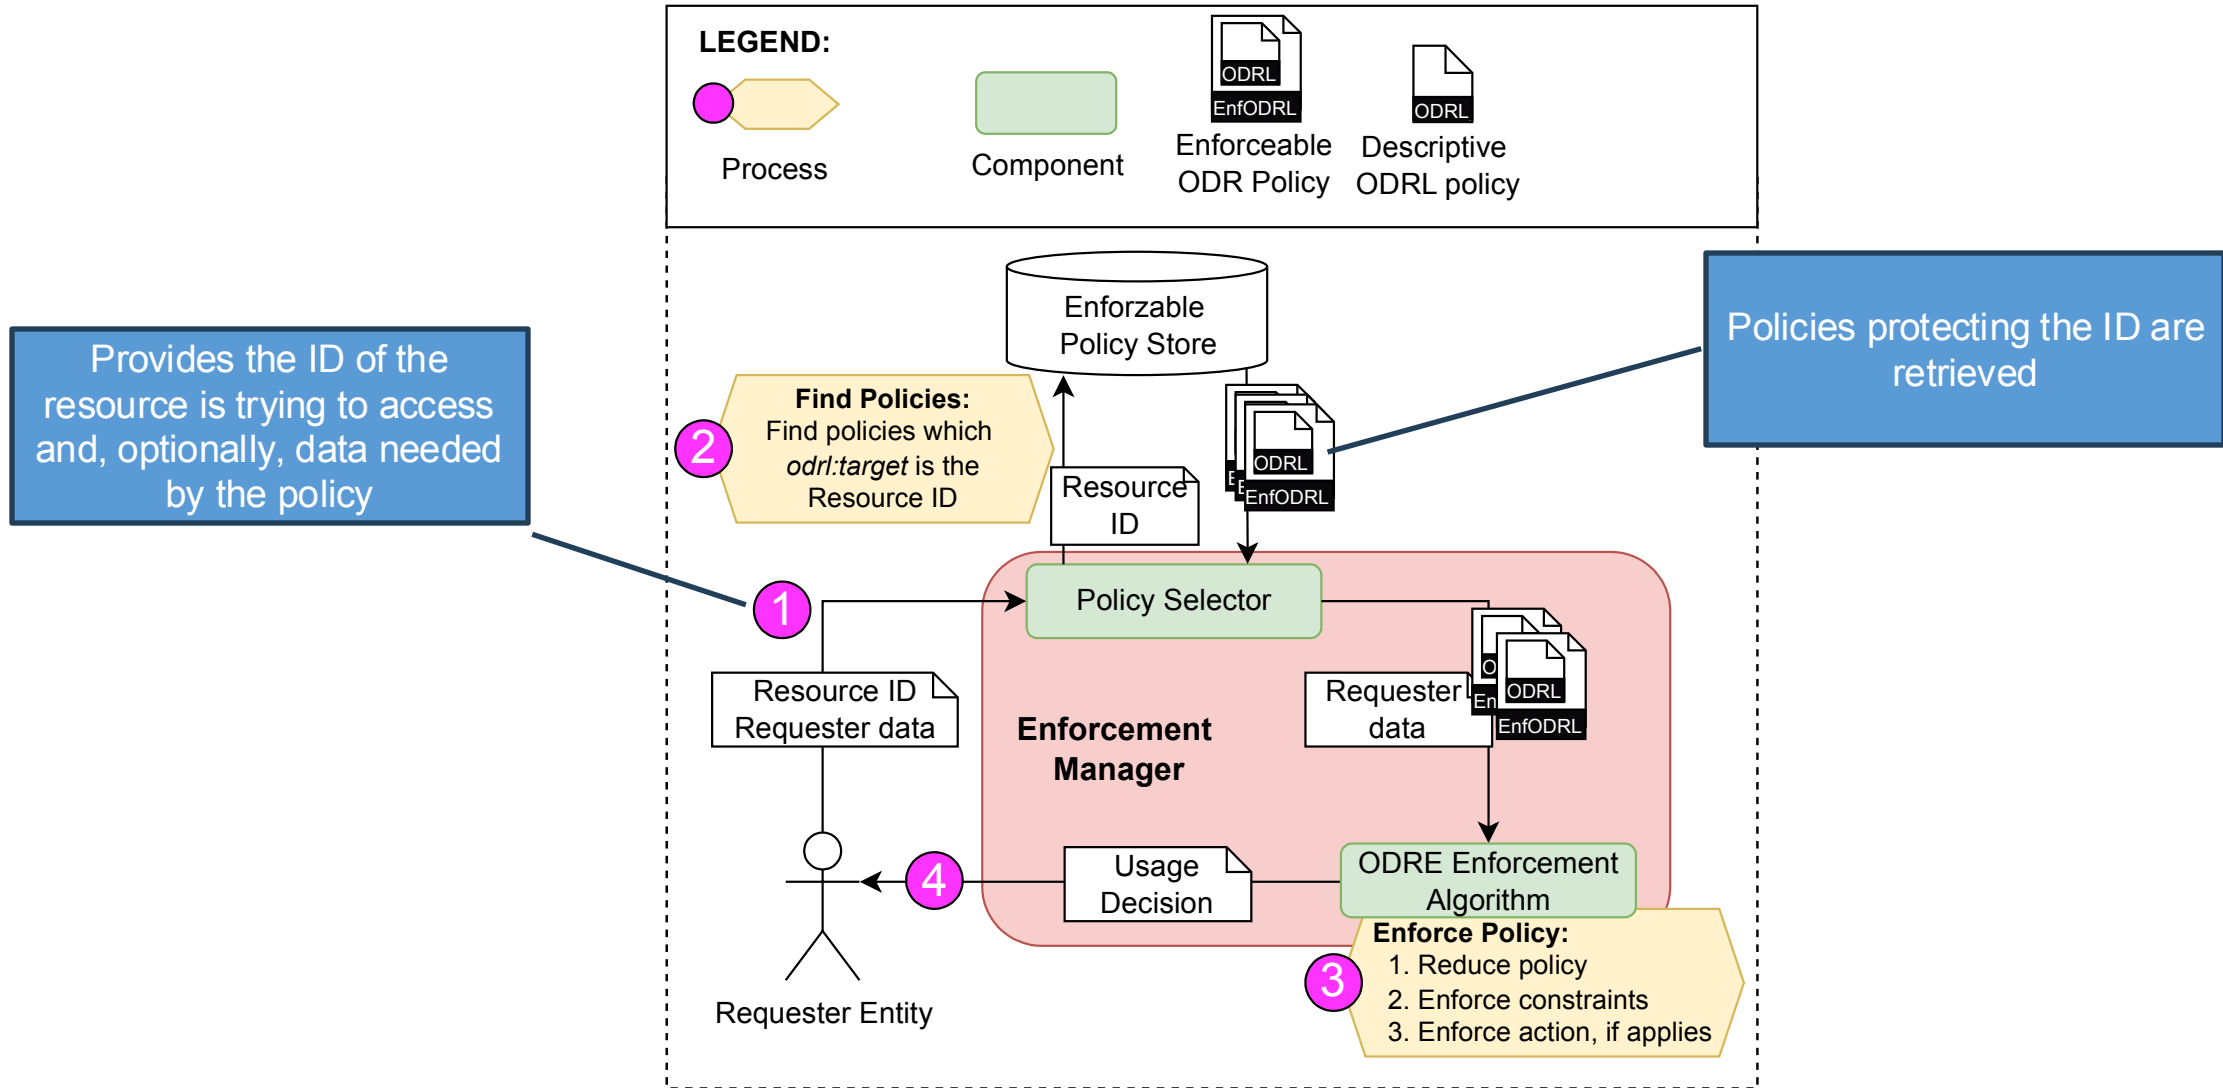 LEGEND:
Process
Component
ODRL
EnfODRL
Enforceable
ODR Policy
ODRL
Descriptive
ODRL policy
Enforzable
Policy Store
Provides the ID of the
resource is trying to access
and, optionally, data needed
by the policy
Policies protecting the ID are
retrieved
2
Find Policies:
Find policies which
odrl:target is the
Resource ID
Resource
ID
E
E
ODRL
EnfODRL
1
Policy Selector
Resource ID
Requester data
Enforcement
Manager
Requester
data
O
En
ODRL
EnfODRL
4
Usage
Decision
ODRE Enforcement
Algorithm
3
Enforce Policy:
1. Reduce policy
2. Enforce constraints
3. Enforce action, if applies
Requester Entity